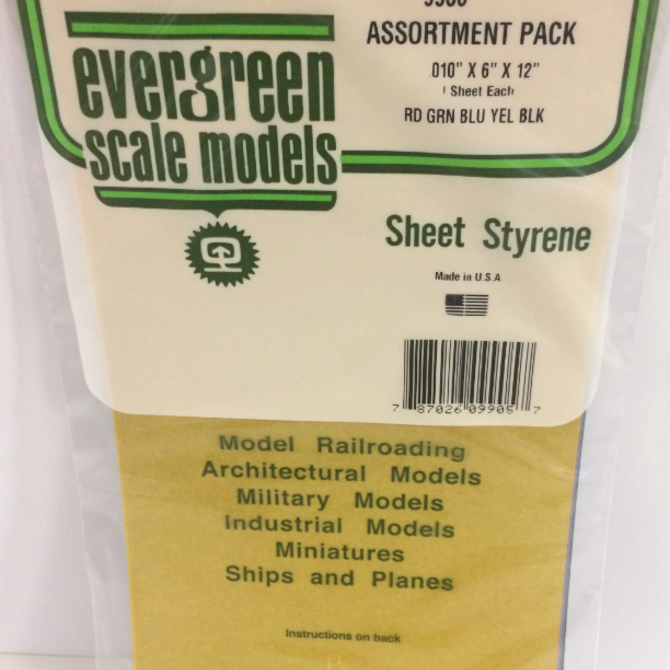 ASSORTMENT PACK
.010" X 6" X 12"
1 Sheet Each
RD GRN BLU YEL BLK
evergreen
scale models
Sheet Styrene
Made in U.S.A
7 87026 09905 7
Model Railroading
Architectural Models
Military Models
Industrial Models
Miniatures
Ships and Planes
Instructions on back